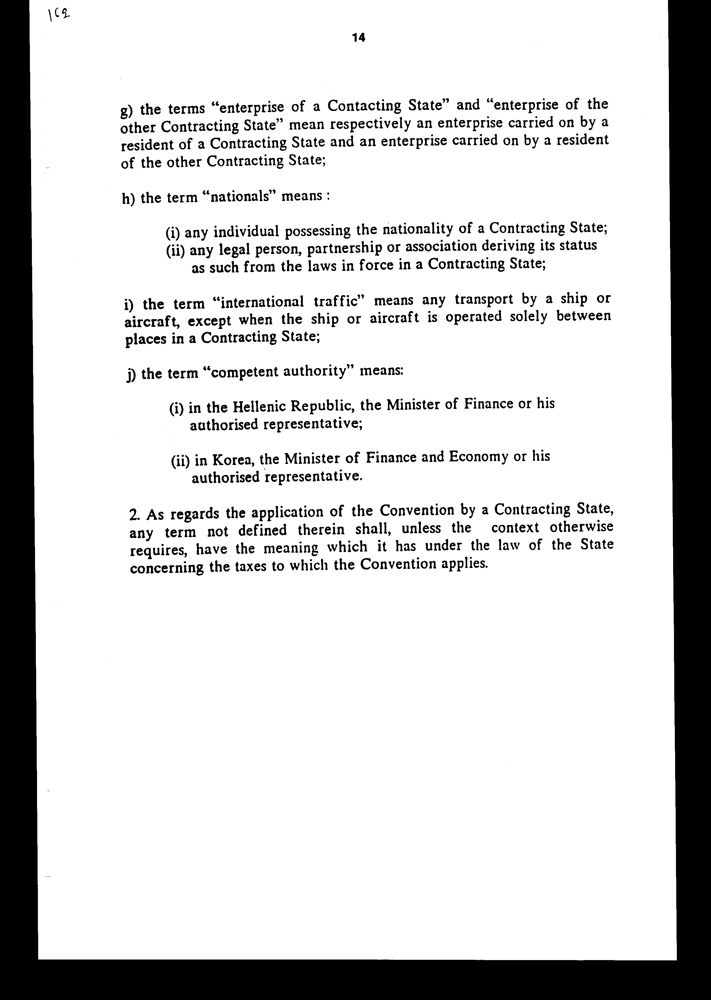 14
g) the terms “enterprise of a Contacting State” and “enterprise of the
other Contracting State” mean respectively an enterprise carried on by a
resident of a Contracting State and an enterprise carried on by a resident
of the other Contracting State;
h) the term “nationals” means :
(i) any individual possessing the nationality of a Contracting State;
(ii) any legal person, partnership or association deriving its status
as such from the laws in force in a Contracting State;
i) the term “international traffic” means any transport by a ship or
aircraft, except when the ship or aircraft is operated solely between
places in a Contracting State;
j) the term “competent authority” means:
(i) in the Hellenic Republic, the Minister of Finance or his
authorised representative;
(ii) in Korea, the Minister of Finance and Economy or his
authorised representative.
2. As regards the application of the Convention by a Contracting State,
any term not defined therein shall, unless the context otherwise
requires, have the meaning which it has under the law of the State
concerning the taxes to which the Convention applies.